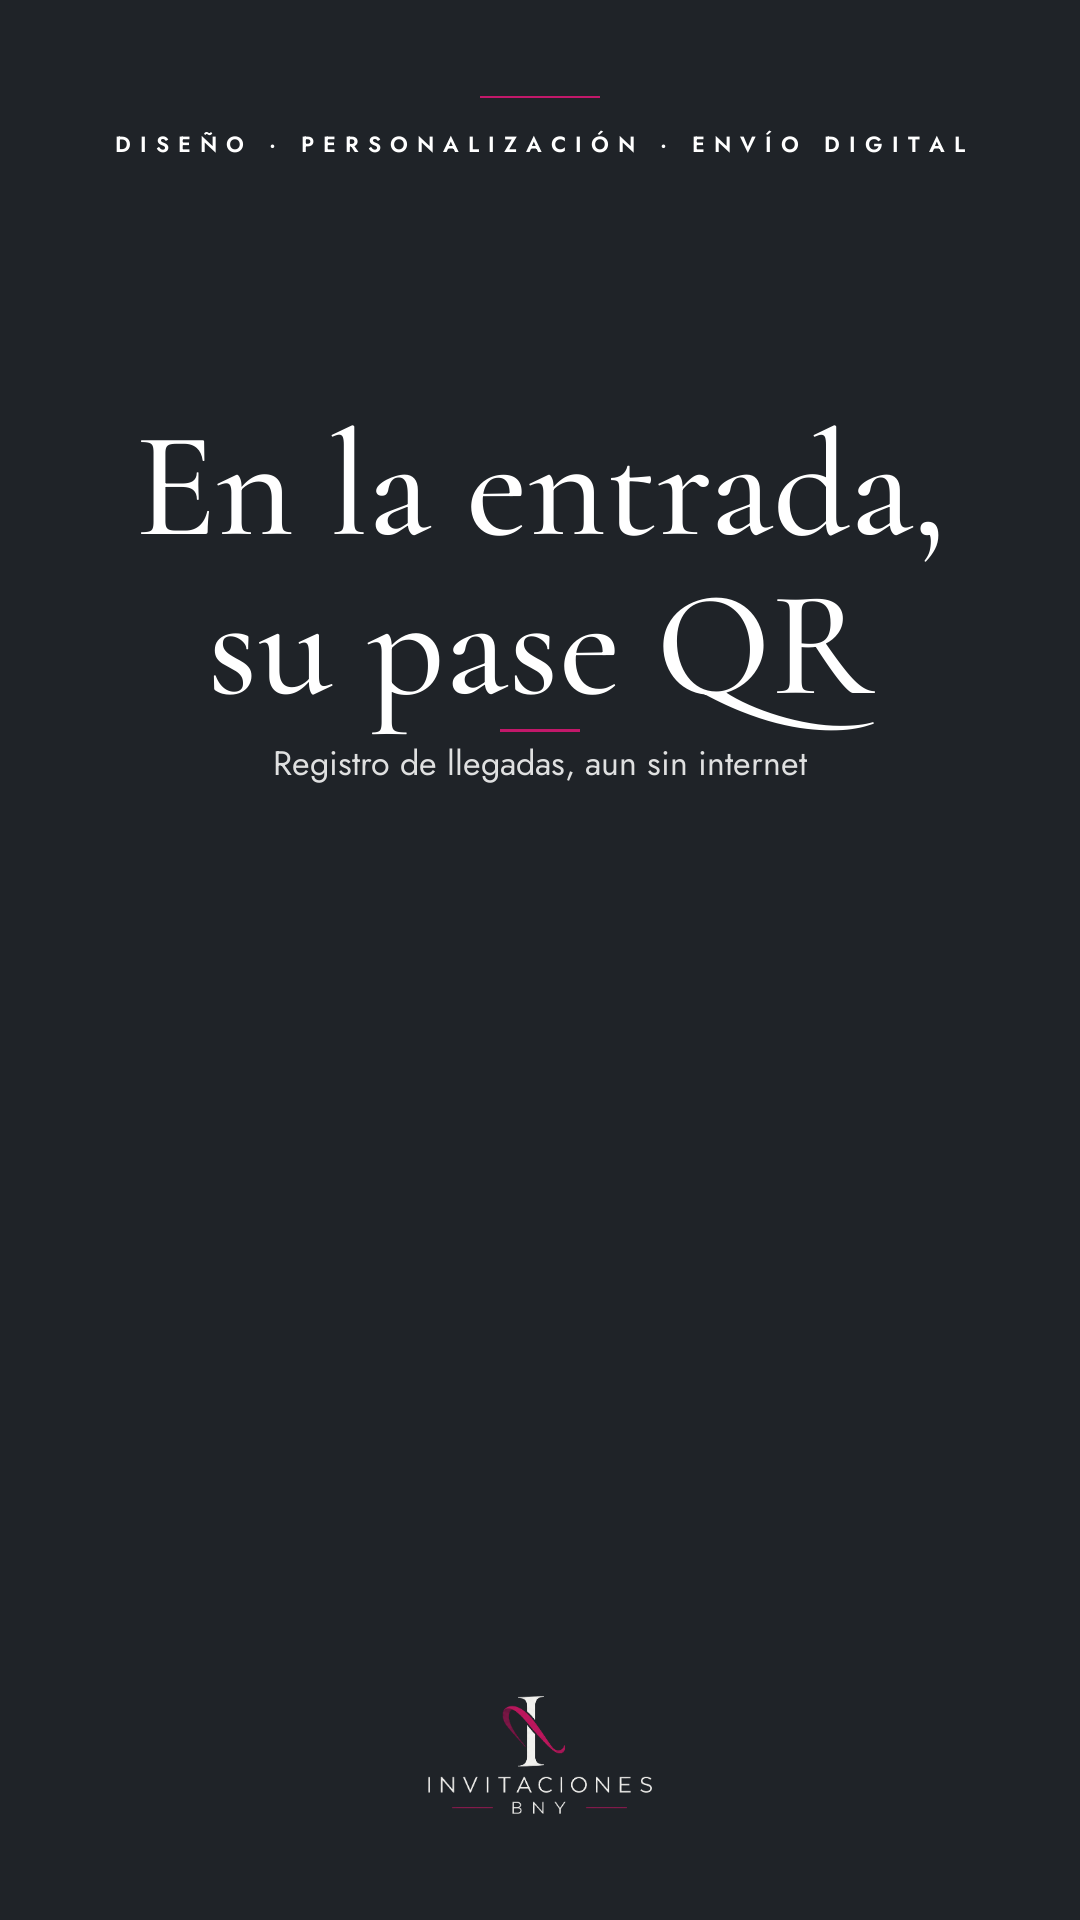 DISEÑO · PERSONALIZACIÓN · ENVÍO DIGITAL
En la entrada,
su pase QR
Registro de llegadas, aun sin internet
INVITACIONES
BNY